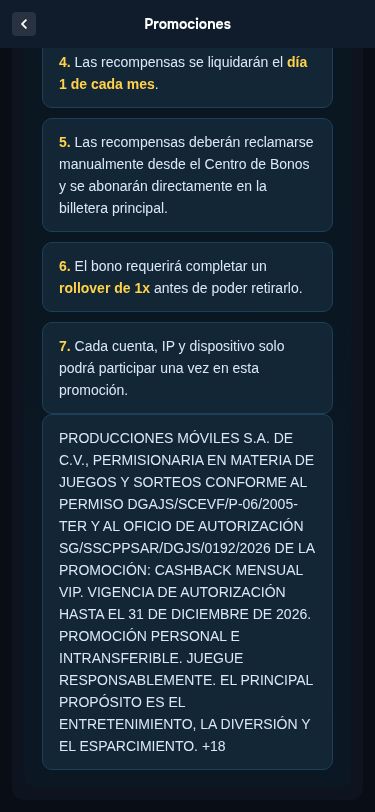 Promociones
4. Las recompensas se liquidarán el día
1 de cada mes.
5. Las recompensas deberán reclamarse
manualmente desde el Centro de Bonos
y se abonarán directamente en la
billetera principal.
6. El bono requerirá completar un
rollover de 1x antes de poder retirarlo.
7. Cada cuenta, IP y dispositivo solo
podrá participar una vez en esta
promoción.
PRODUCCIONES MÓVILES S.A. DE
C.V., PERMISIONARIA EN MATERIA DE
JUEGOS Y SORTEOS CONFORME AL
PERMISO DGAJS/SCEVF/P-06/2005-
TER Y AL OFICIO DE AUTORIZACIÓN
SG/SSCPPSAR/DGJS/0192/2026 DE LA
PROMOCIÓN: CASHBACK MENSUAL
VIP. VIGENCIA DE AUTORIZACIÓN
HASTA EL 31 DE DICIEMBRE DE 2026.
PROMOCIÓN PERSONAL E
INTRANSFERIBLE. JUEGUE
RESPONSABLEMENTE. EL PRINCIPAL
PROPÓSITO ES EL
ENTRETENIMIENTO, LA DIVERSIÓN Y
EL ESPARCIMIENTO. +18